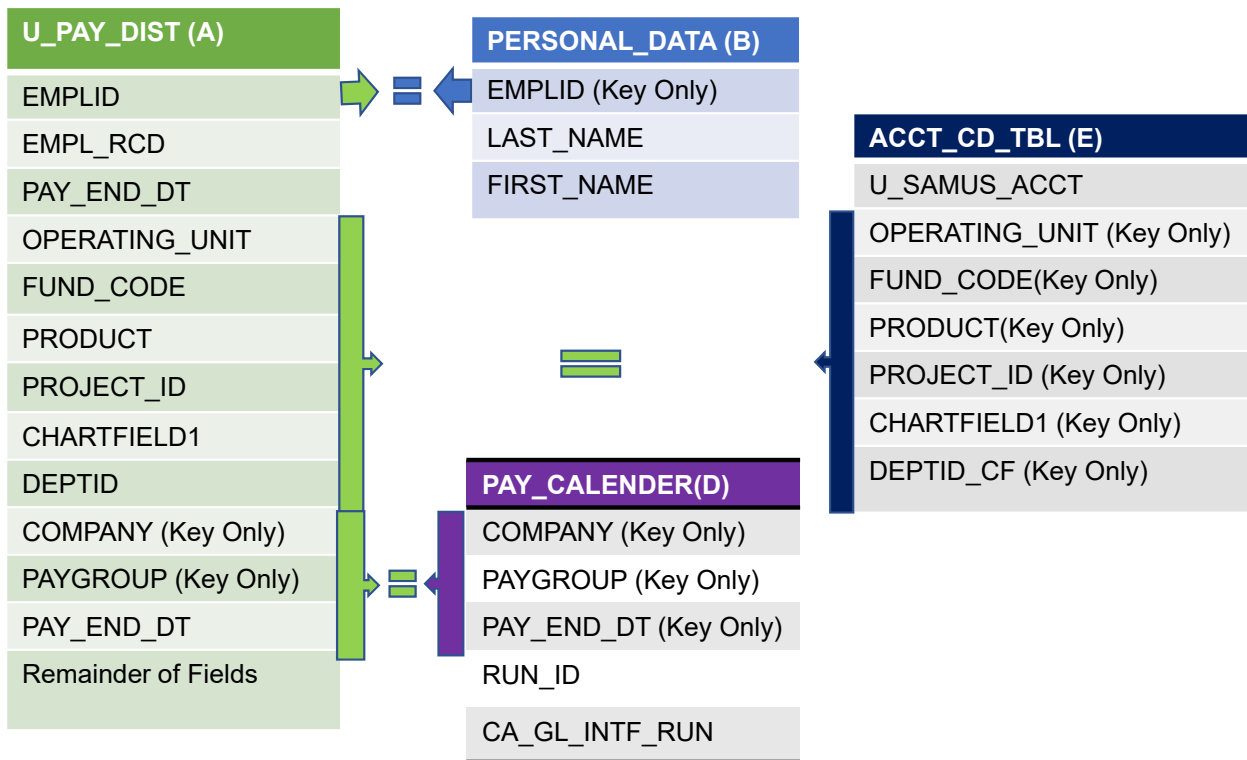 U_PAY_DIST (A)
EMPLID
EMPL_RCD
PAY_END_DT
OPERATING_UNIT
FUND_CODE
PRODUCT
PROJECT_ID
CHARTFIELD1
DEPTID
COMPANY (Key Only)
PAYGROUP (Key Only)
PAY_END_DT
Remainder of Fields
PERSONAL_DATA (B)
EMPLID (Key Only)
LAST_NAME
FIRST_NAME
PAY_CALENDER(D)
COMPANY (Key Only)
PAYGROUP (Key Only)
PAY_END_DT (Key Only)
RUN_ID
CA_GL_INTF_RUN
ACCT_CD_TBL (E)
U_SAMUS_ACCT
OPERATING_UNIT (Key Only)
FUND_CODE(Key Only)
PRODUCT(Key Only)
PROJECT_ID (Key Only)
CHARTFIELD1 (Key Only)
DEPTID_CF (Key Only)